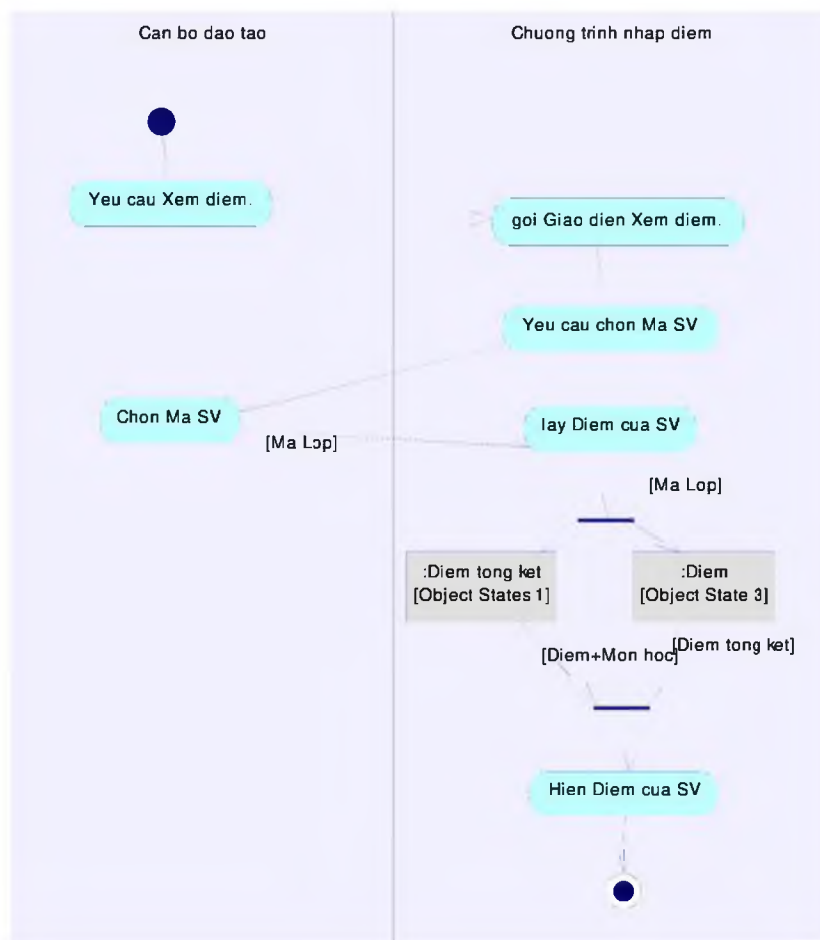 Can bo dao tao
Chuong trinh nhap diem
Yeu cau Xem diem.
goi Giao dien Xem diem.
Yeu cau chon Ma SV
Chon Ma SV
[Ma Lop]
lay Diem cua SV
[Ma Lop]
:Diem tong ket
[Object States 1]
:Diem
[Object State 3]
[Diem+Mon hoc]
[Diem tong ket]
Hien Diem cua SV